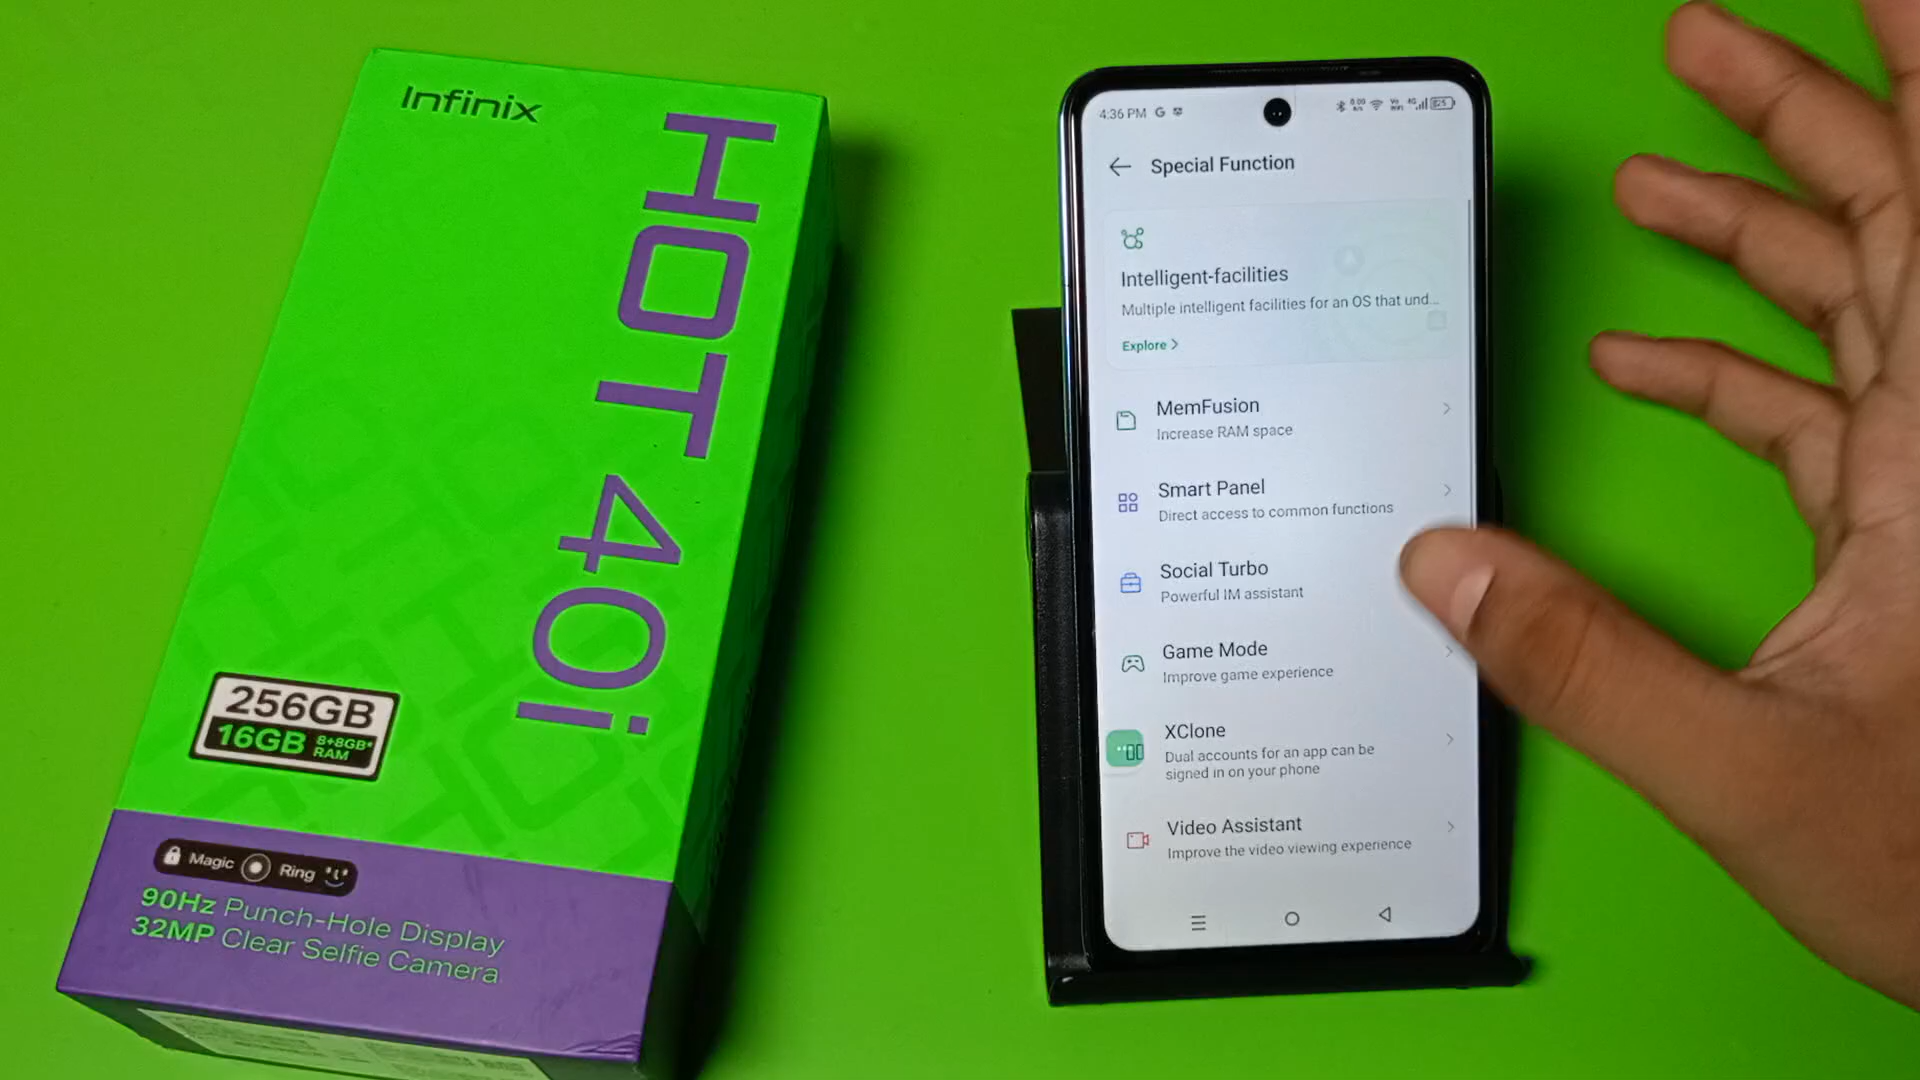 Infinix
HOT 40i
256GB
16GB 8+8GB*
RAM
Magic Ring
90Hz Punch-Hole Display
32MP Clear Selfie Camera
4:36 PM G
4G 25
Special Function
Intelligent-facilities
Multiple intelligent facilities for an OS that und...
Explore >
MemFusion
Increase RAM space
Smart Panel
Direct access to common functions
Social Turbo
Powerful IM assistant
Game Mode
Improve game experience
XClone
Dual accounts for an app can be
signed in on your phone
Video Assistant
Improve the video viewing experience